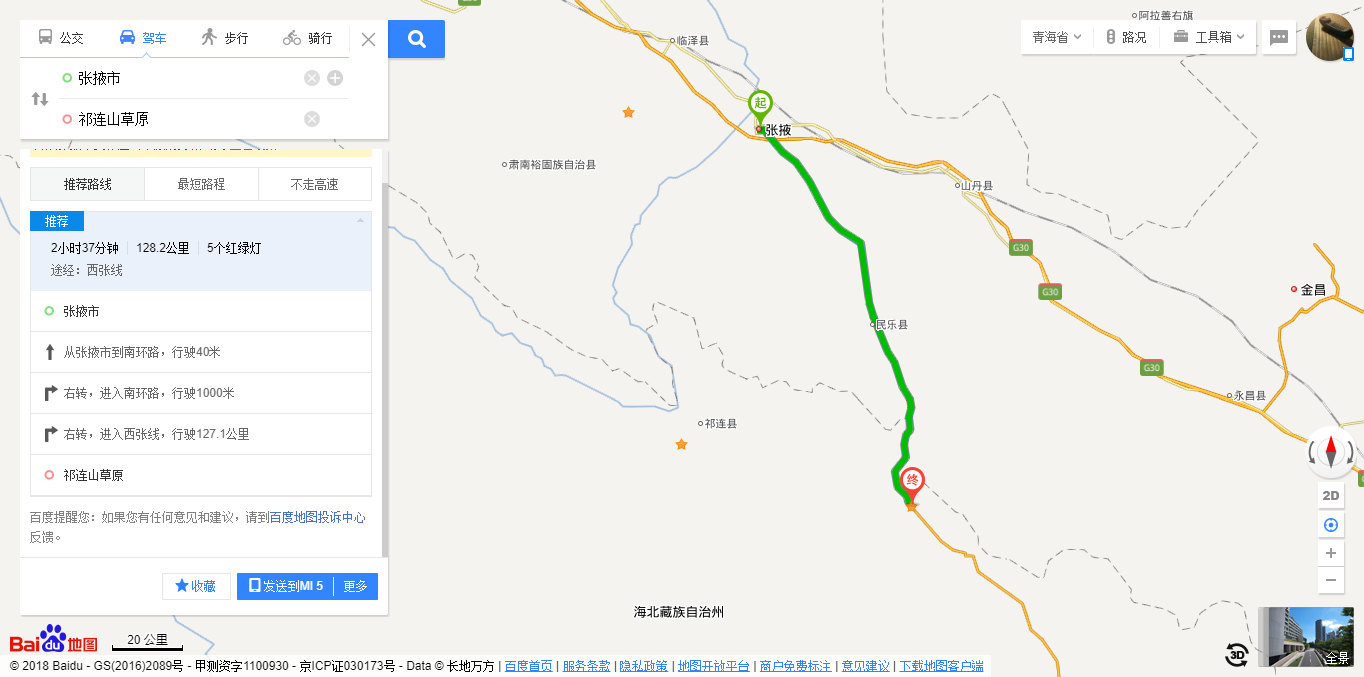 公交
驾车
步行
骑行
张掖市
祁连山草原
推荐路线
最短路程
不走高速
推荐
2小时37分钟 128.2公里 5个红绿灯
途经：西张线
张掖市
从张掖市到南环路，行驶40米
右转，进入南环路，行驶1000米
右转，进入西张线，行驶127.1公里
祁连山草原
百度提醒您：如果您有任何意见和建议，请到百度地图投诉中心
反馈。
收藏
发送到MI 5
更多
青海省
路况
工具箱
阿拉善右旗
临泽县
起
张掖
肃南裕固族自治县
山丹县
G30
G30
金昌
民乐县
G30
永昌县
祁连县
终
海北藏族自治州
2D
3D
全景
Bai du 地图
20 公里
© 2018 Baidu - GS(2016)2089号 - 甲测资字1100930 - 京ICP证030173号 - Data © 长地万方 | 百度首页 | 服务条款 | 隐私政策 | 地图开放平台 | 商户免费标注 | 意见建议 | 下载地图客户端